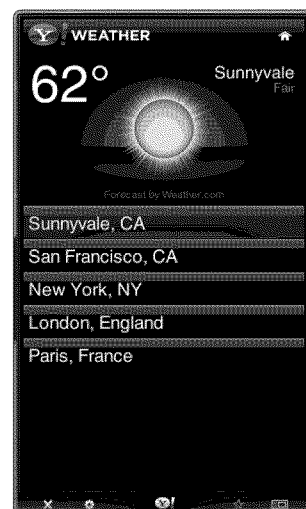 Y! WEATHER
62° Sunnyvale
Fair
Forecast by Weather.com
Sunnyvale, CA
San Francisco, CA
New York, NY
London, England
Paris, France
Y!